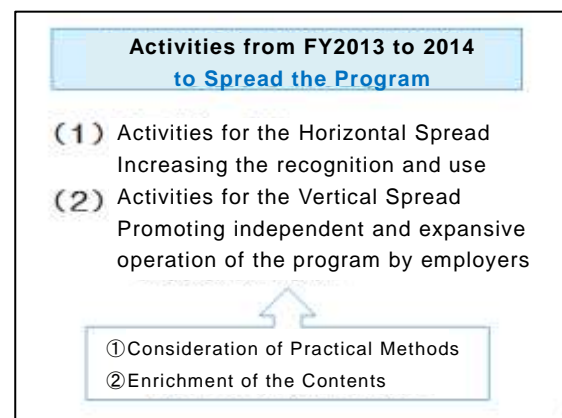 Activities from FY2013 to 2014
to Spread the Program
(1) Activities for the Horizontal Spread
Increasing the recognition and use
(2) Activities for the Vertical Spread
Promoting independent and expansive
operation of the program by employers
①Consideration of Practical Methods
②Enrichment of the Contents